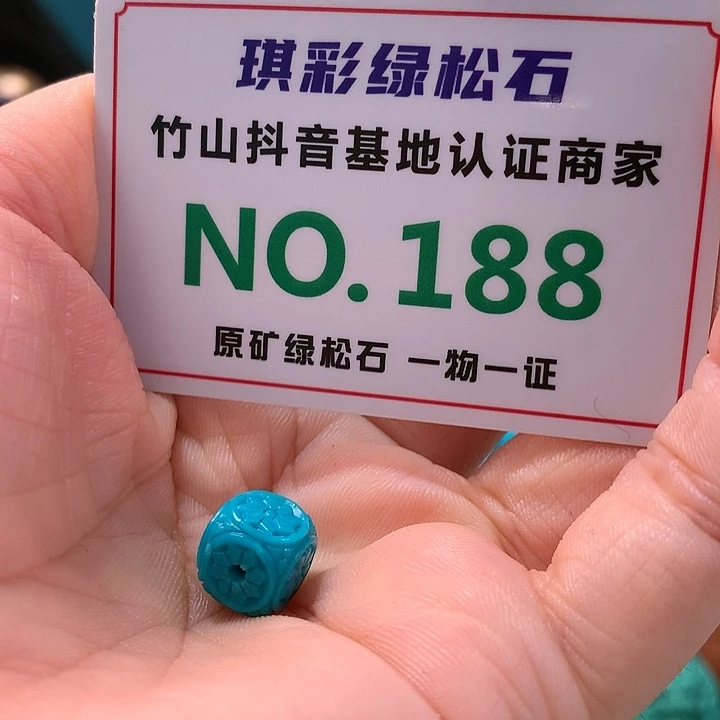 琪彩绿松石
竹山抖音基地认证商家
NO.188
原矿绿松石 一物一证